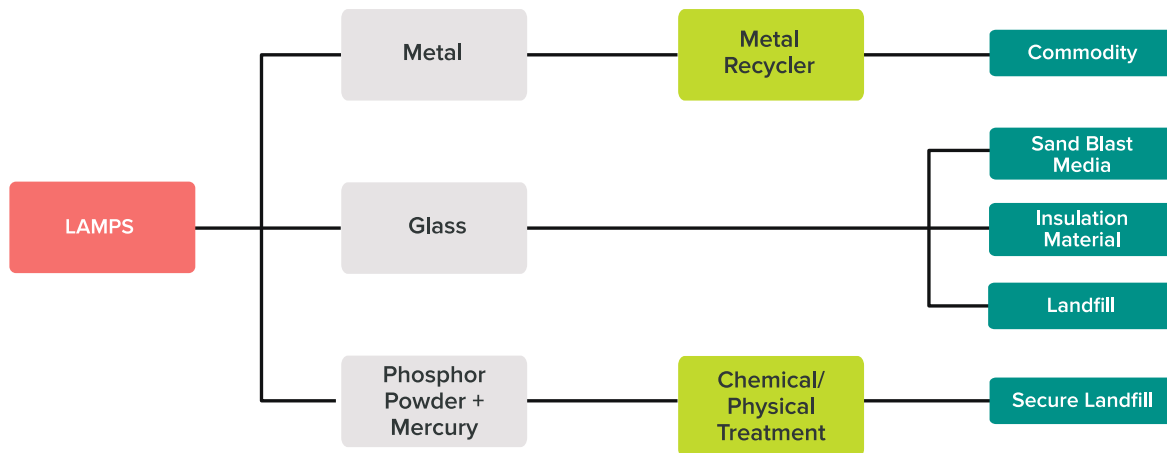 Metal
Metal
Recycler
Commodity
Sand Blast
Media
LAMPS
Glass
Insulation
Material
Landfill
Phosphor
Powder +
Mercury
Chemical/
Physical
Treatment
Secure Landfill